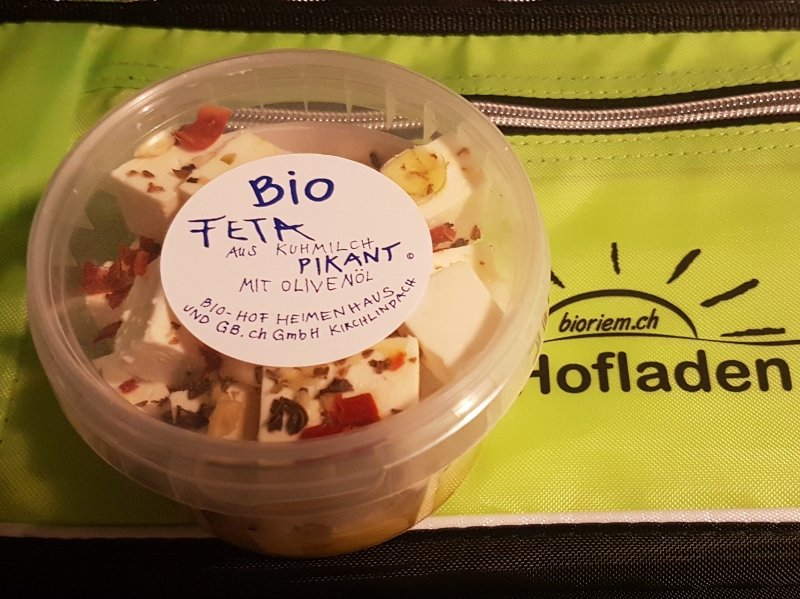 BiO
FETA
AUS KUHMILCH
PIKANT ©
MIT OLIVENÖL
BIO-HOF HEIMENHAUS
UND GB.ch GmbH KIRCHLINDACH
bioriem.ch
Hofladen